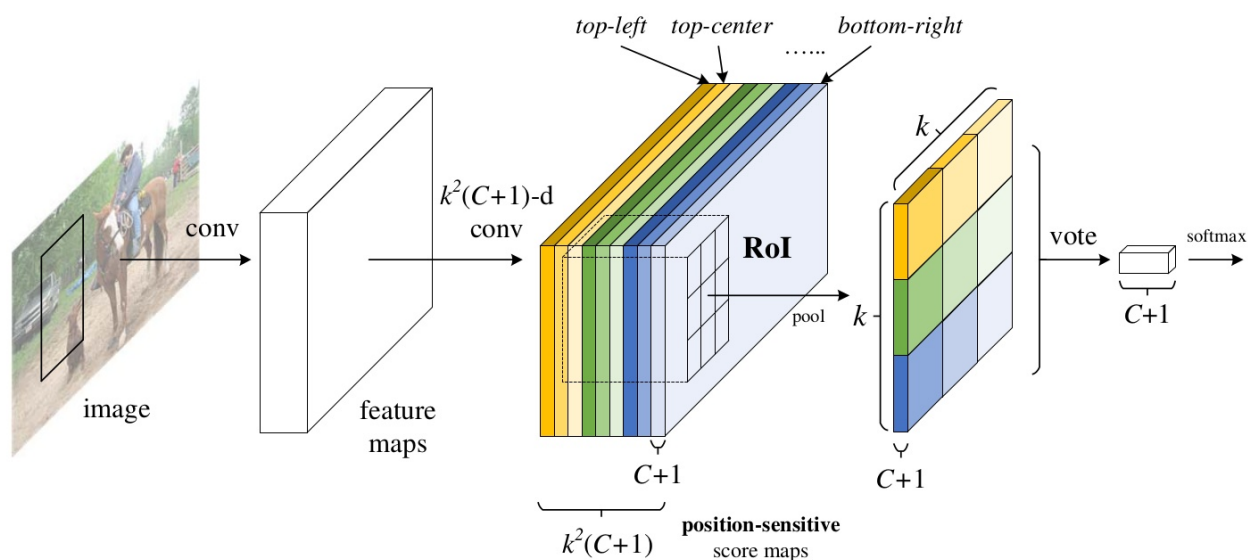 top-left top-center ...... bottom-right
k
k²(C+1)-d
conv
conv
RoI
vote
softmax
pool
k
C+1
image
feature
maps
C+1
C+1
k²(C+1)
position-sensitive
score maps